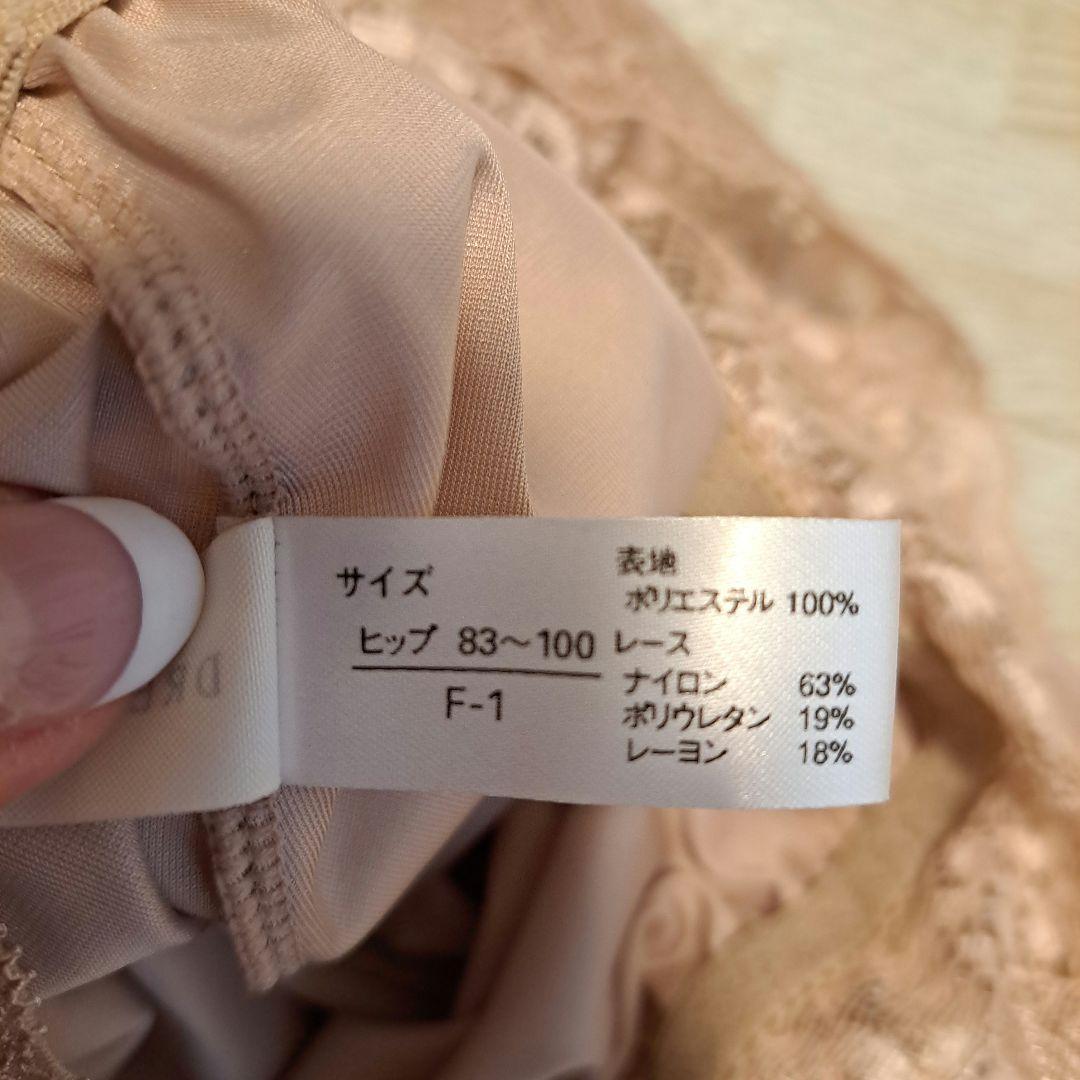 サイズ
ヒップ 83～100
F-1
表地
ポリエステル 100%
レース
ナイロン 63%
ポリウレタン 19%
レーヨン 18%